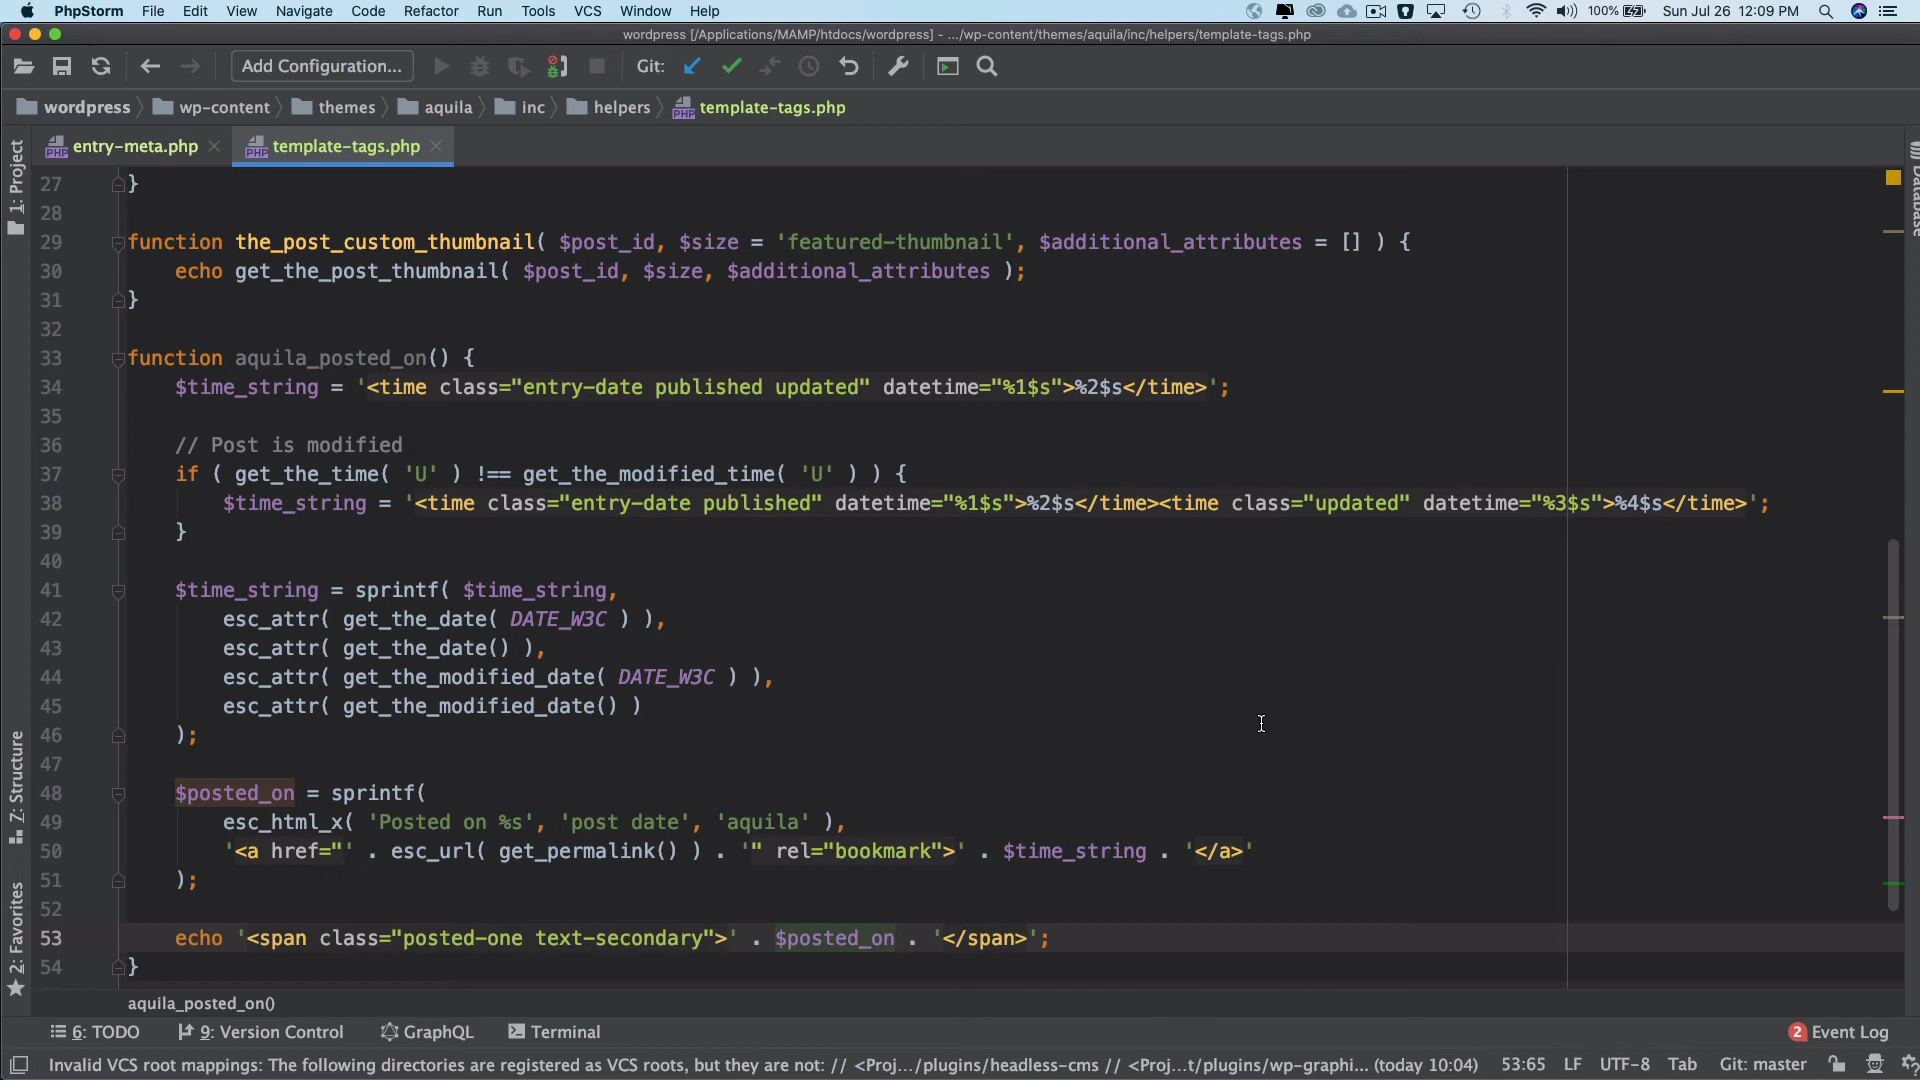 PhpStorm File Edit View Navigate Code Refactor Run Tools VCS Window Help 100% Sun Jul 26 12:09 PM
wordpress [/Applications/MAMP/htdocs/wordpress] - .../wp-content/themes/aquila/inc/helpers/template-tags.php
Add Configuration... Git:
wordpress wp-content themes aquila inc helpers template-tags.php
entry-meta.php template-tags.php
1: Project
Database
27 }
28
29 function the_post_custom_thumbnail( $post_id, $size = 'featured-thumbnail', $additional_attributes = [] ) {
30 echo get_the_post_thumbnail( $post_id, $size, $additional_attributes );
31 }
32
33 function aquila_posted_on() {
34 $time_string = '<time class="entry-date published updated" datetime="%1$s">%2$s</time>';
35
36 // Post is modified
37 if ( get_the_time( 'U' ) !== get_the_modified_time( 'U' ) ) {
38 $time_string = '<time class="entry-date published" datetime="%1$s">%2$s</time><time class="updated" datetime="%3$s">%4$s</time>';
39 }
40
41 $time_string = sprintf( $time_string,
42 esc_attr( get_the_date( DATE_W3C ) ),
43 esc_attr( get_the_date() ),
44 esc_attr( get_the_modified_date( DATE_W3C ) ),
45 esc_attr( get_the_modified_date() )
46 );
47
48 $posted_on = sprintf(
49 esc_html_x( 'Posted on %s', 'post date', 'aquila' ),
50 '<a href="' . esc_url( get_permalink() ) . '" rel="bookmark">' . $time_string . '</a>'
51 );
52
53 echo '<span class="posted-one text-secondary">' . $posted_on . '</span>';
54 }
7: Structure
2: Favorites
aquila_posted_on()
6: TODO 9: Version Control GraphQL Terminal 2 Event Log
Invalid VCS root mappings: The following directories are registered as VCS roots, but they are not: // <Proj.../plugins/headless-cms // <Proj...t/plugins/wp-graphi... (today 10:04) 53:65 LF UTF-8 Tab Git: master